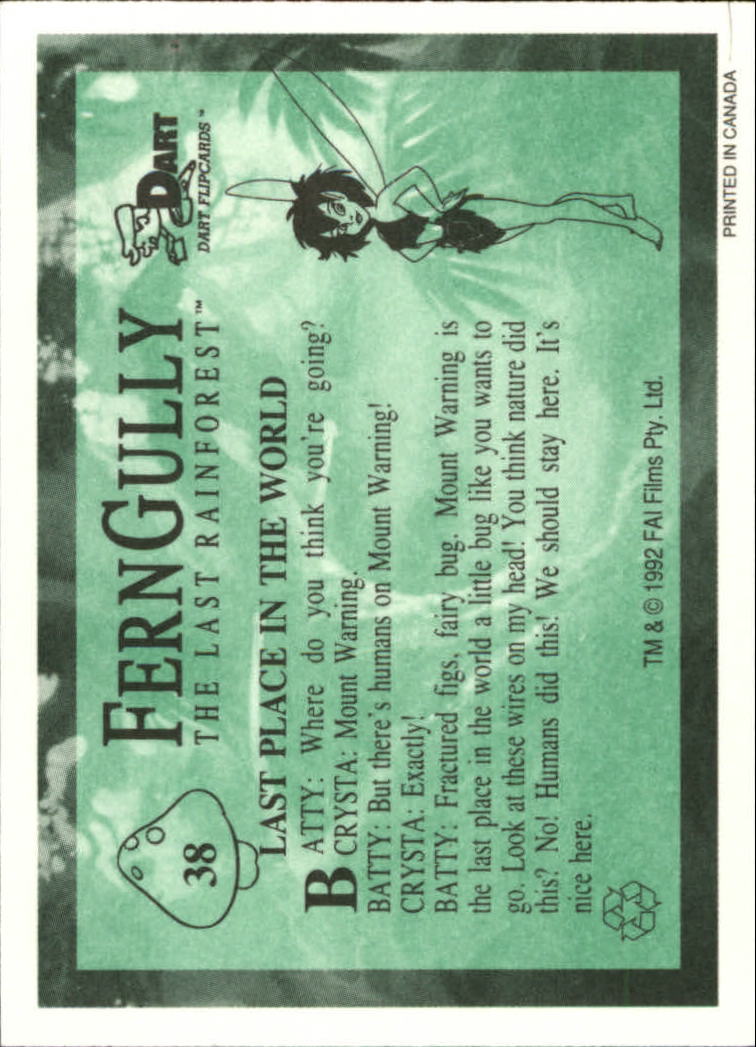 38
FERNGULLY
THE LAST RAINFOREST™
DART
DART FLIPCARDS™
LAST PLACE IN THE WORLD
BATTY: Where do you think you're going?
CRYSTA: Mount Warning.
BATTY: But there's humans on Mount Warning!
CRYSTA: Exactly!
BATTY: Fractured figs, fairy bug. Mount Warning is
the last place in the world a little bug like you wants to
go. Look at these wires on my head! You think nature did
this? No! Humans did this! We should stay here. It's
nice here.
TM & © 1992 FAI Films Pty. Ltd.
PRINTED IN CANADA